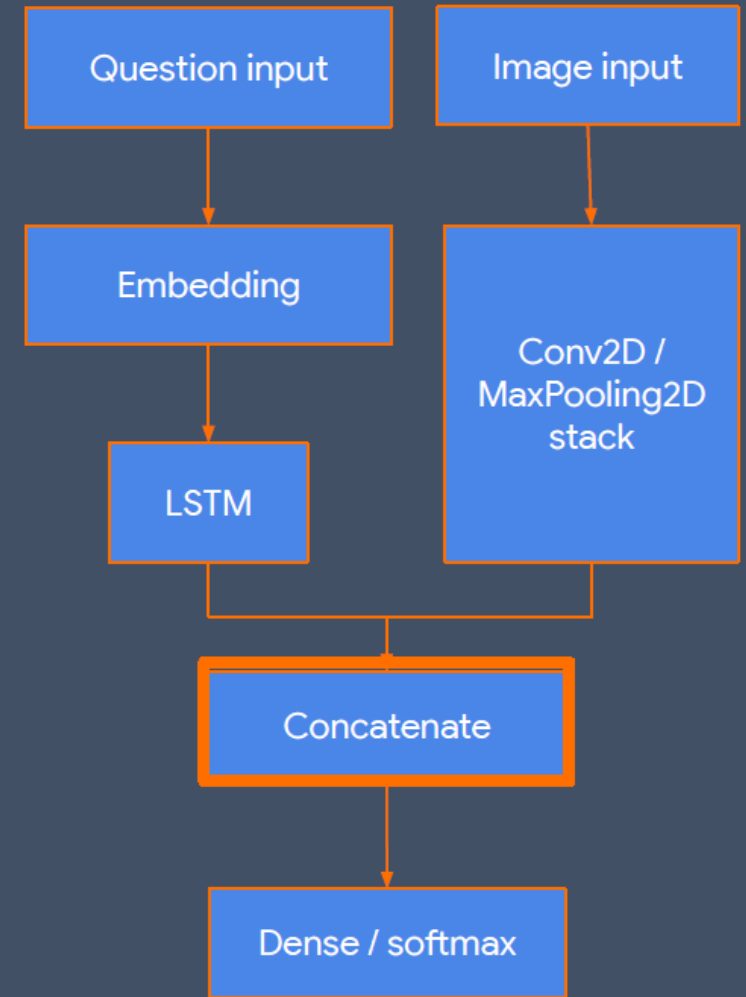 Question input
Image input
Embedding
Conv2D /
MaxPooling2D
stack
LSTM
Concatenate
Dense / softmax